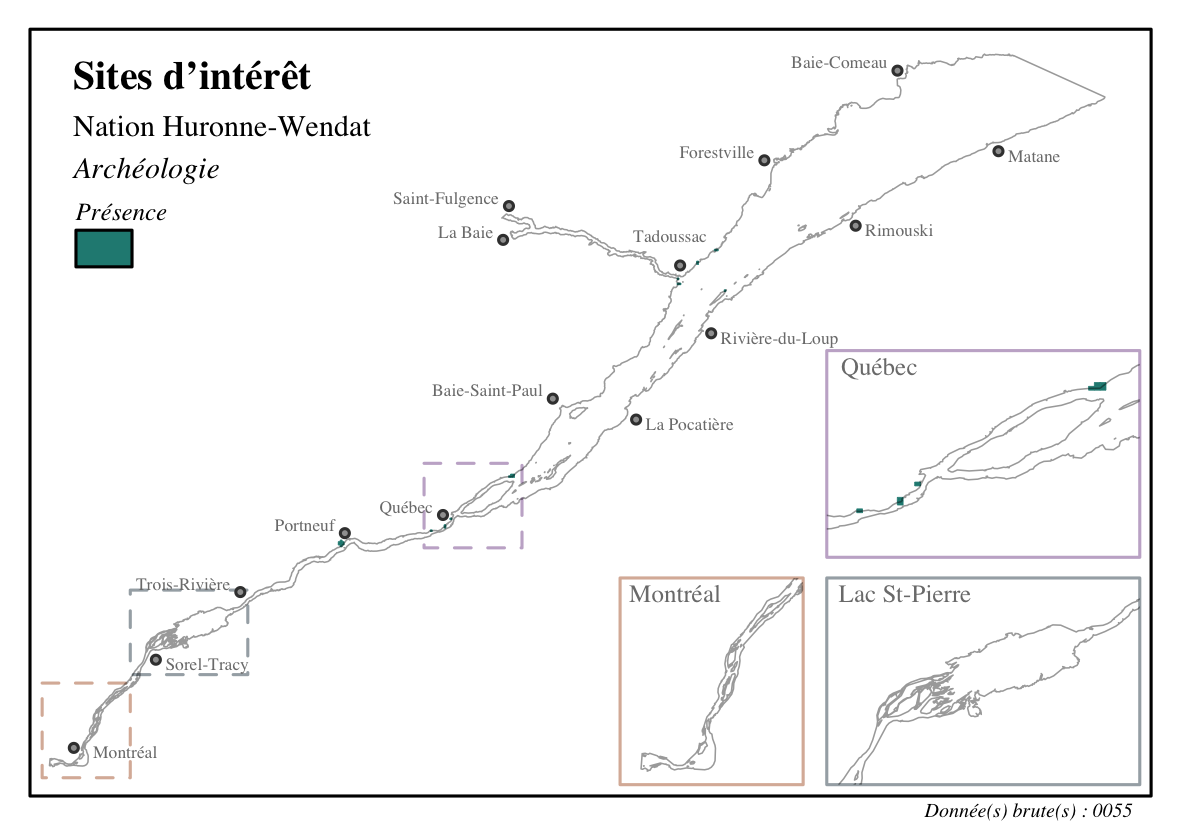 Sites d’intérêt
Nation Huronne-Wendat
Archéologie
Présence
Baie-Comeau
Forestville
Matane
Saint-Fulgence
La Baie
Tadoussac
Rimouski
Rivière-du-Loup
Baie-Saint-Paul
La Pocatière
Québec
Portneuf
Trois-Rivière
Sorel-Tracy
Montréal
Québec
Montréal
Lac St-Pierre
Donnée(s) brute(s) : 0055